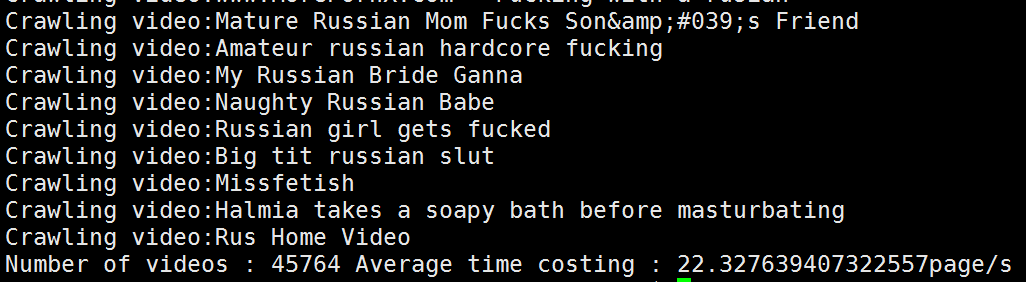 Crawling video:Mature Russian Mom Fucks Son&amp;#039;s Friend
Crawling video:Amateur russian hardcore fucking
Crawling video:My Russian Bride Ganna
Crawling video:Naughty Russian Babe
Crawling video:Russian girl gets fucked
Crawling video:Big tit russian slut
Crawling video:Missfetish
Crawling video:Halmia takes a soapy bath before masturbating
Crawling video:Rus Home Video
Number of videos : 45764 Average time costing : 22.327639407322557page/s